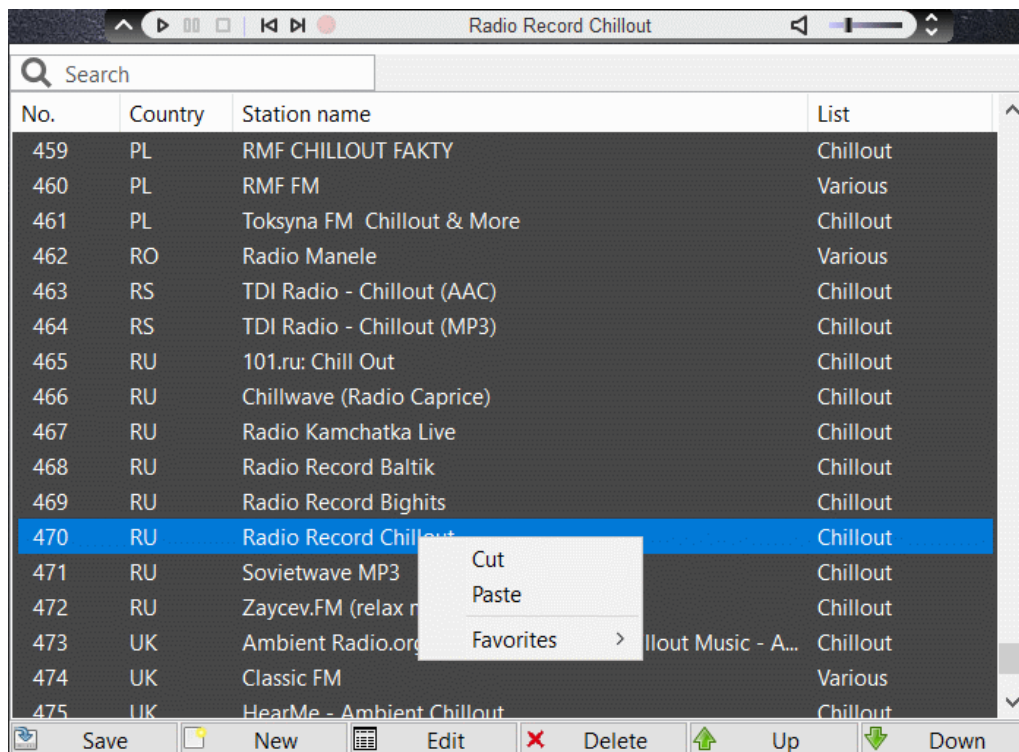 Radio Record Chillout
Search
No. Country Station name List
459 PL RMF CHILLOUT FAKTY Chillout
460 PL RMF FM Various
461 PL Toksyna FM Chillout & More Chillout
462 RO Radio Manele Various
463 RS TDI Radio - Chillout (AAC) Chillout
464 RS TDI Radio - Chillout (MP3) Chillout
465 RU 101.ru: Chill Out Chillout
466 RU Chillwave (Radio Caprice) Chillout
467 RU Radio Kamchatka Live Chillout
468 RU Radio Record Baltik Chillout
469 RU Radio Record Bighits Chillout
470 RU Radio Record Chillout Chillout
Cut
471 RU Sovietwave MP3 Chillout
Paste
472 RU Zaycev.FM (relax Chillout
Favorites
473 UK Ambient Radio.org llout Music - A... Chillout
474 UK Classic FM Various
475 UK HearMe - Ambient Chillout Chillout
Save New Edit Delete Up Down